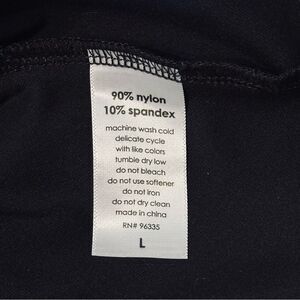 90% nylon
10% spandex
machine wash cold
delicate cycle
with like colors
tumble dry low
do not bleach
do not use softener
do not iron
do not dry clean
made in china
RN# 96335
L